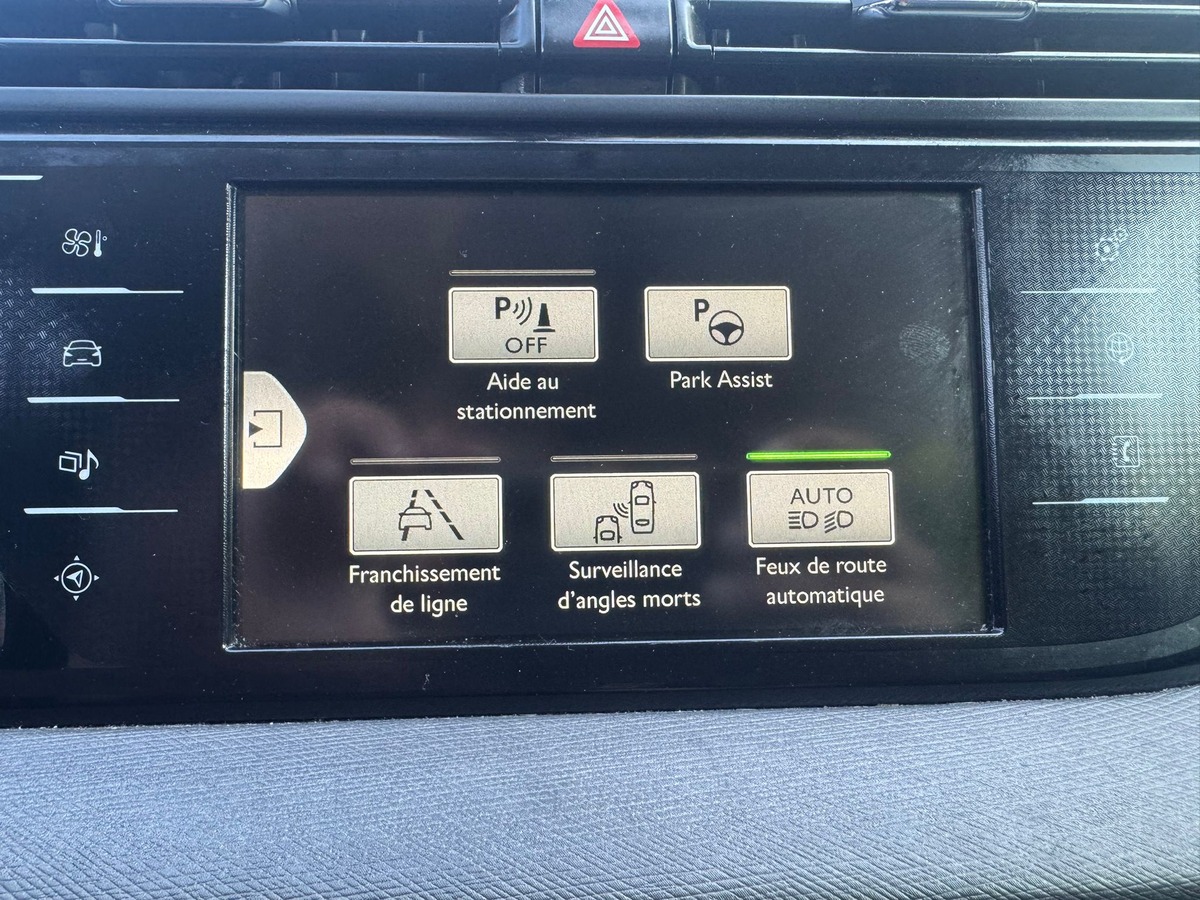 P
OFF
P
Aide au
stationnement
Park Assist
AUTO
Franchissement
de ligne
Surveillance
d'angles morts
Feux de route
automatique